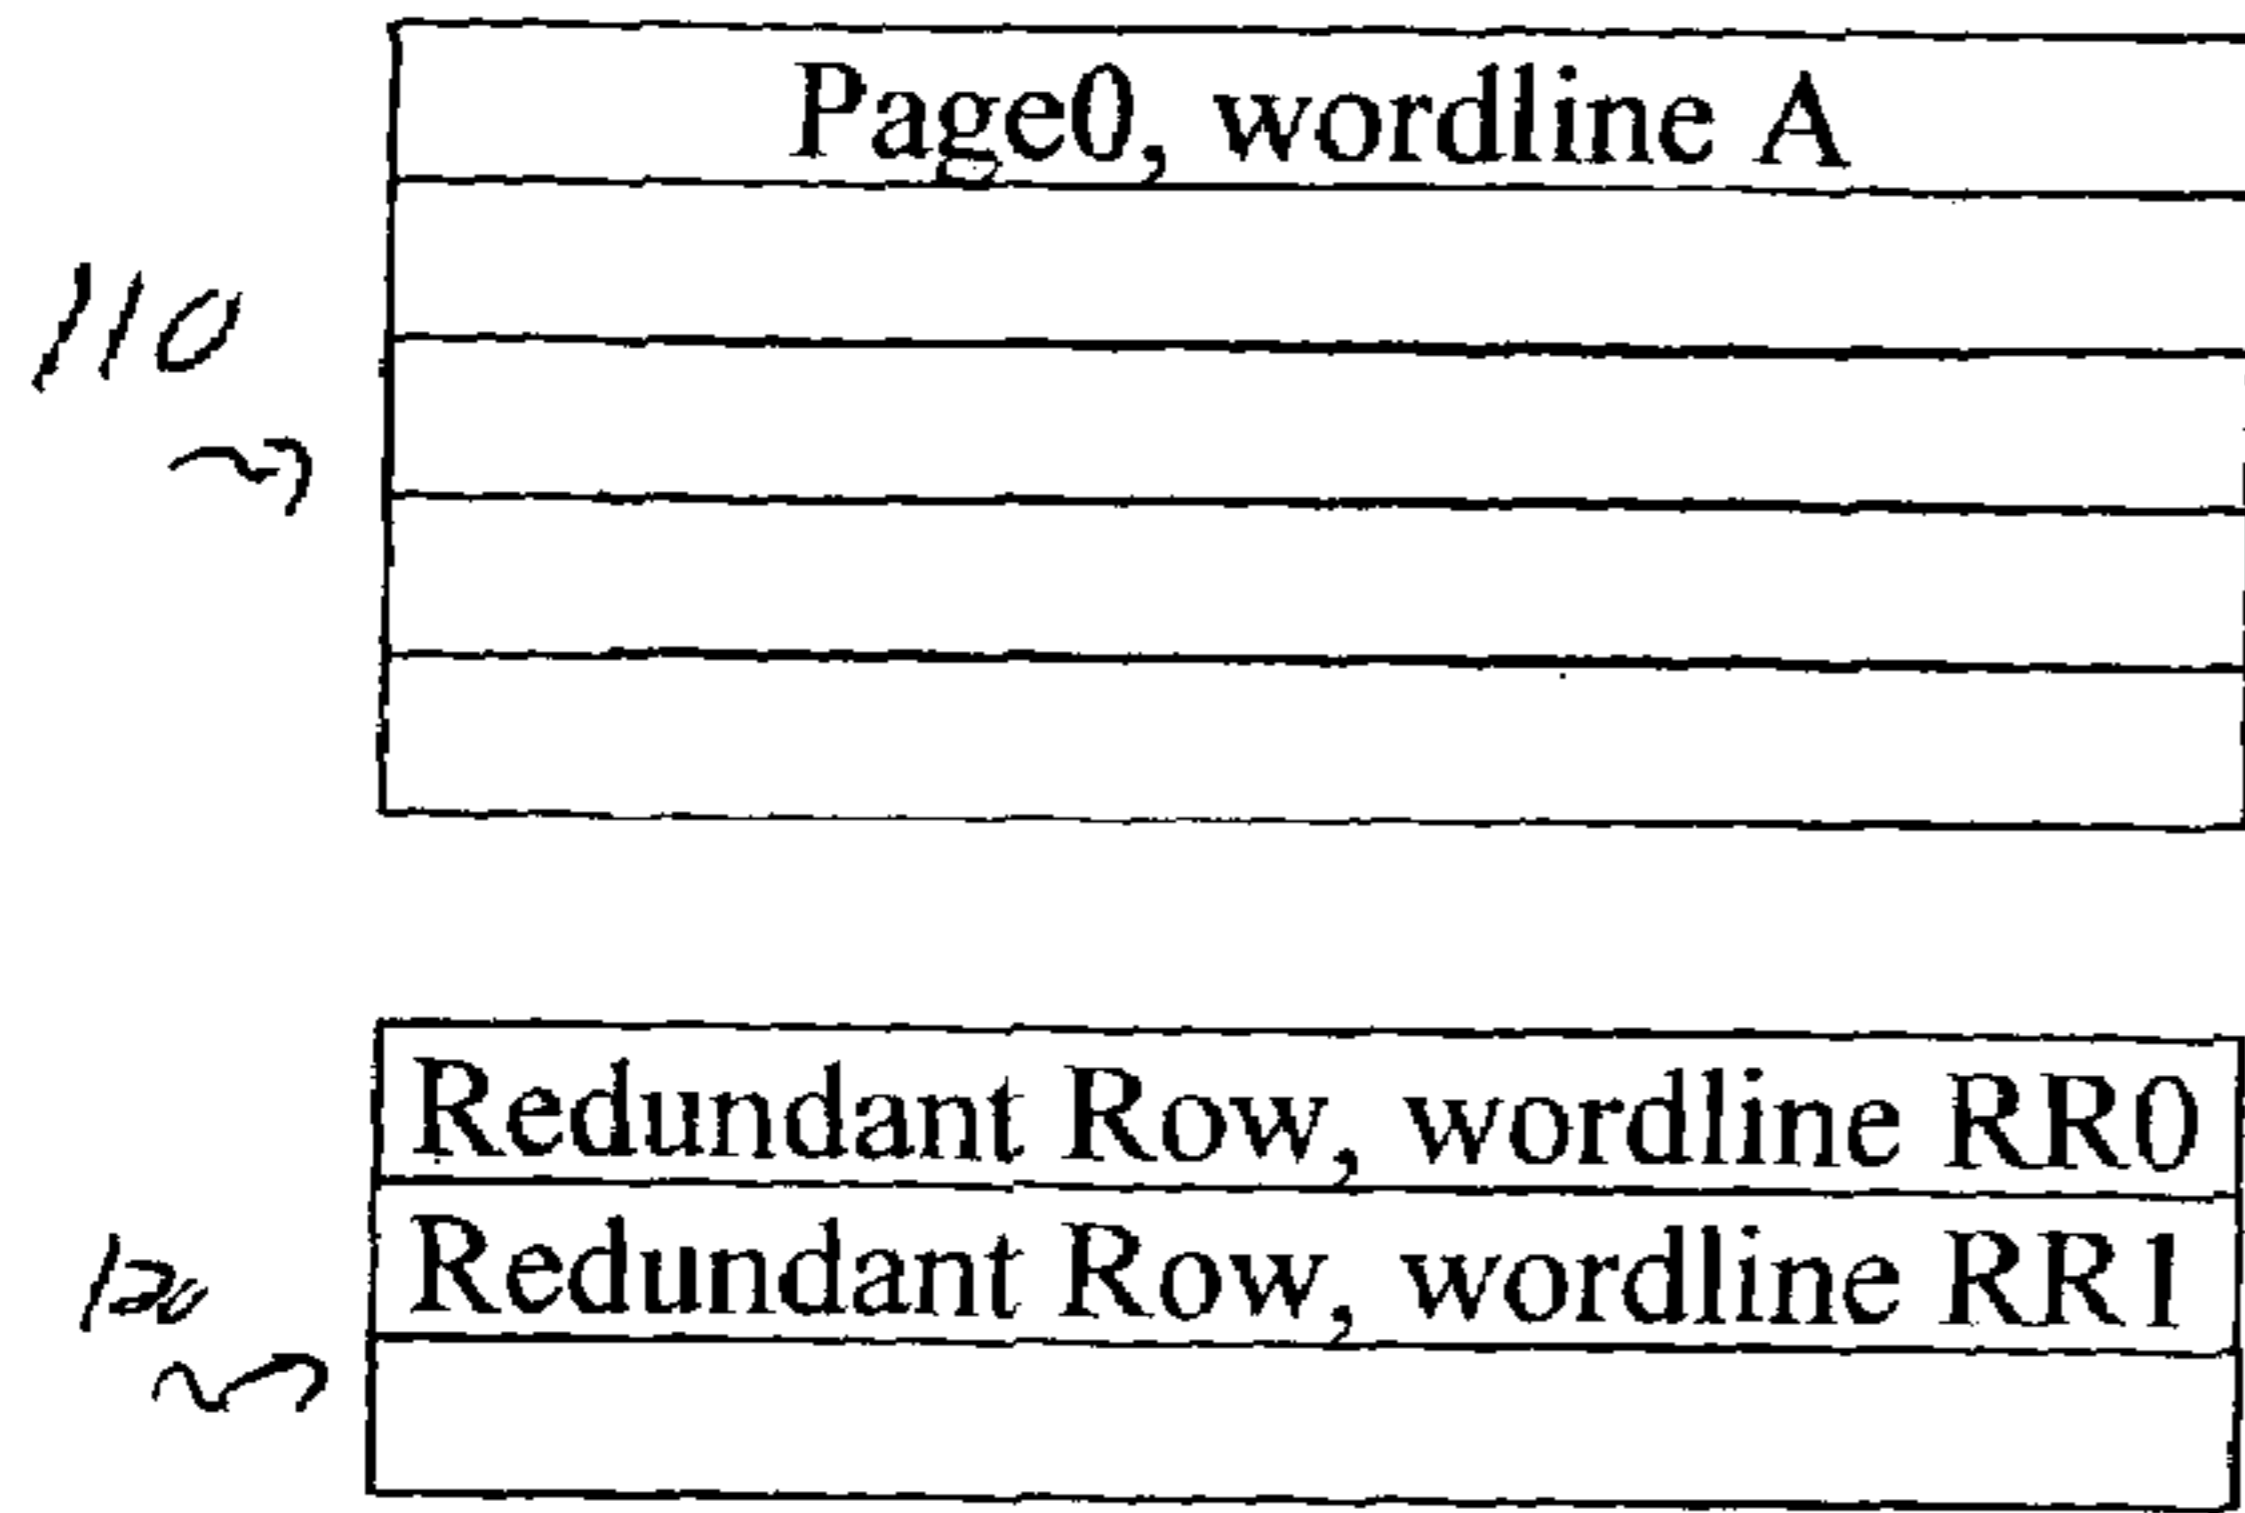 Page0, wordline A
110
Redundant Row, wordline RR0
Redundant Row, wordline RR1
120